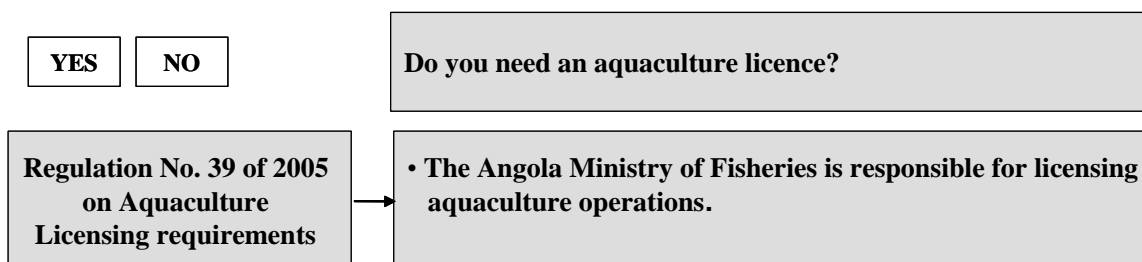 YES
NO
Do you need an aquaculture licence?
Regulation No. 39 of 2005
on Aquaculture
Licensing requirements
• The Angola Ministry of Fisheries is responsible for licensing
aquaculture operations.